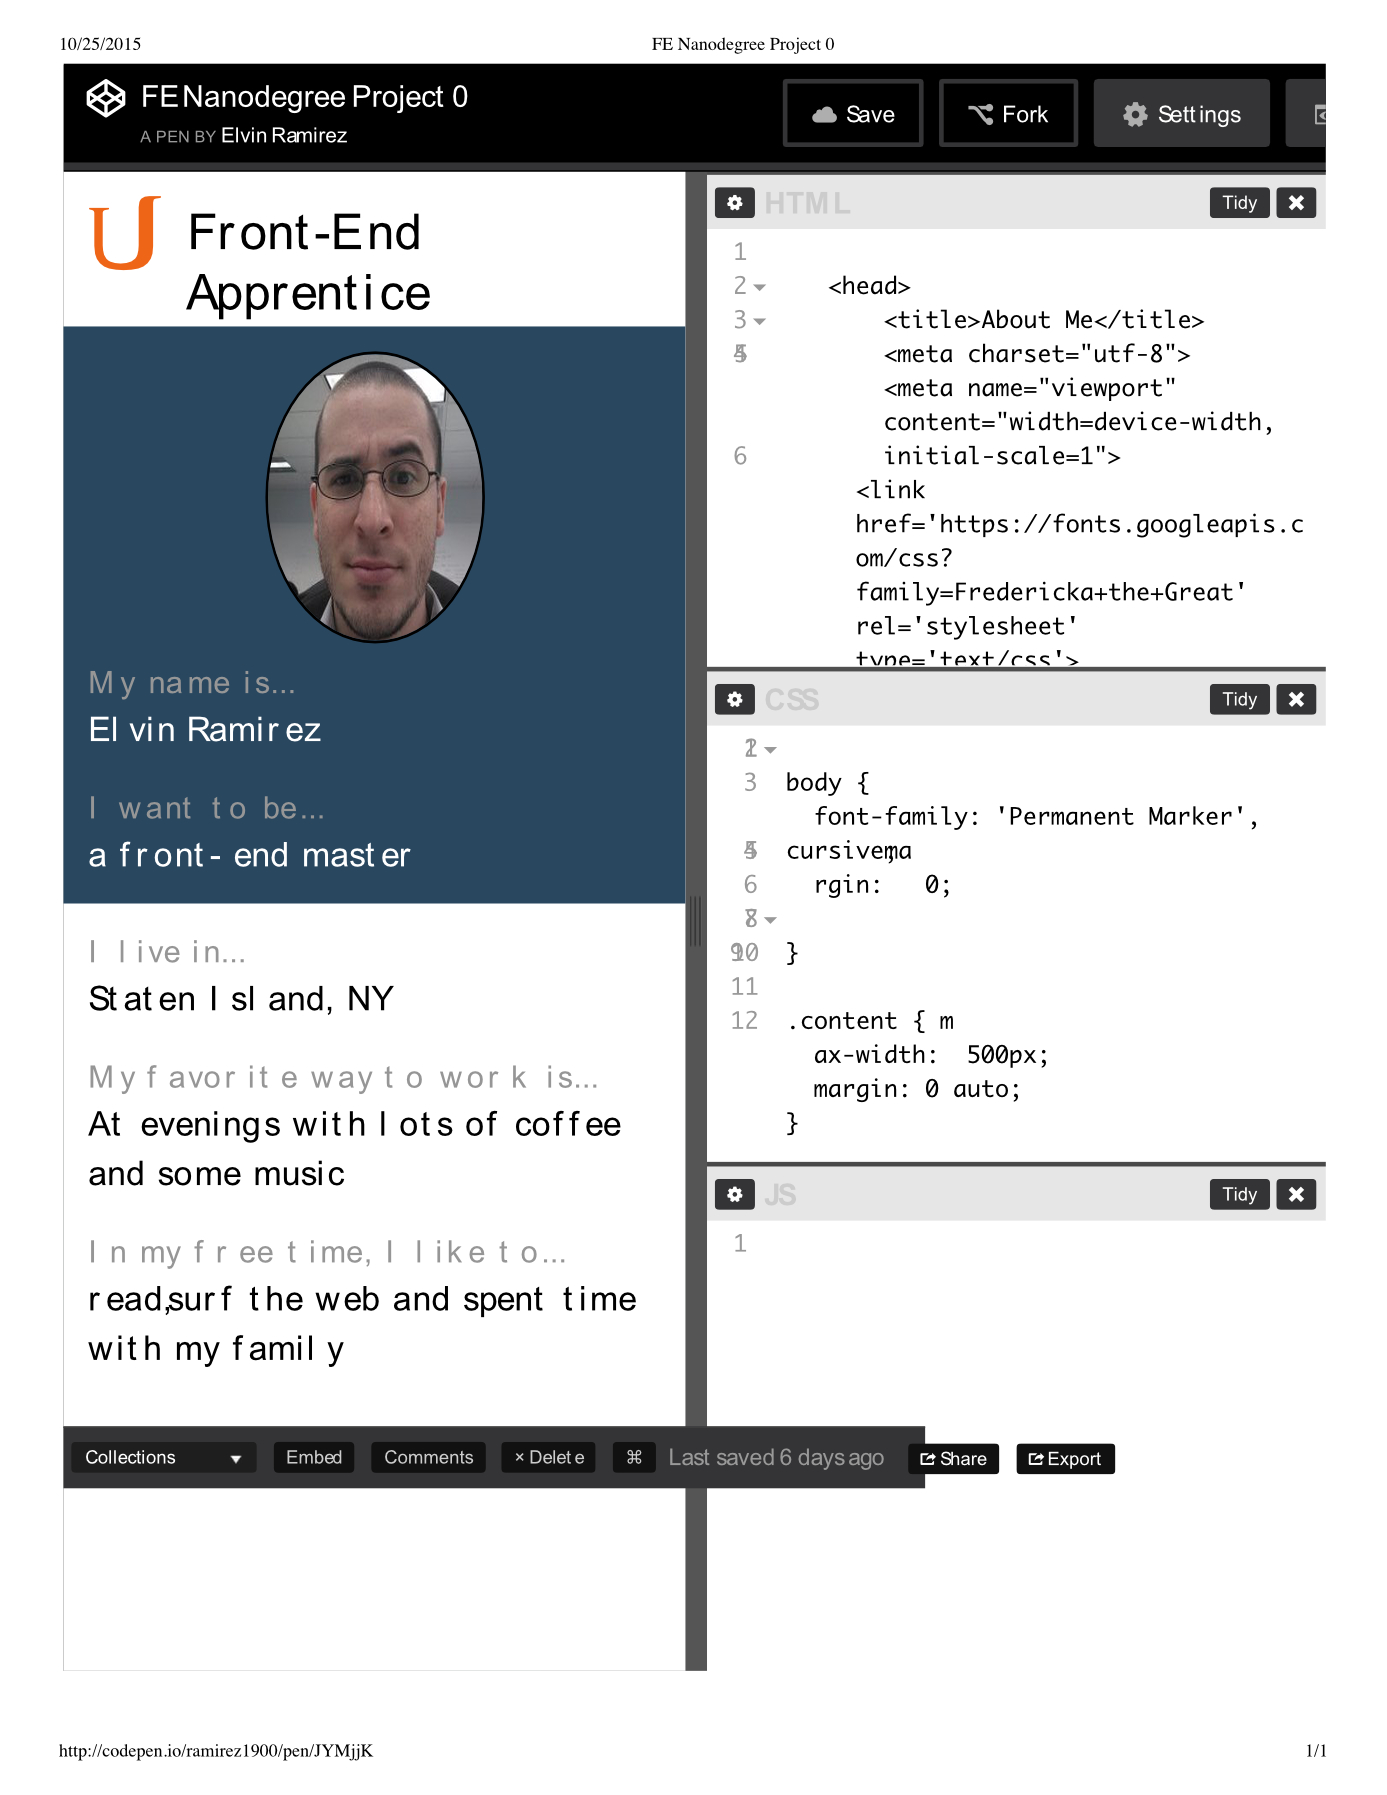 10/25/2015 FE Nanodegree Project 0
FE Nanodegree Project 0
A PEN BY Elvin Ramirez
Save Fork Settings
U
Front-End
Apprentice
My name is...
Elvin Ramirez
I want to be...
a front- end master
I live in...
Staten Island, NY
My favorite way to work is...
At evenings with lots of coffee
and some music
In my free time, I like to...
read,surf the web and spent time
with my family
HTML Tidy
1
2 <head>
3 <title>About Me</title>
4 5 <meta charset="utf-8">
<meta name="viewport"
content="width=device-width,
6 initial-scale=1">
<link
href='https://fonts.googleapis.c
om/css?
family=Fredericka+the+Great'
rel='stylesheet'
type='text/css'>
CSS Tidy
1 2
3 body {
font-family: 'Permanent Marker',
4 5 cursive;ma
6 rgin: 0;
7 8
9 10 }
11
12 .content { m
ax-width: 500px;
margin: 0 auto;
}
JS Tidy
1
Collections Embed Comments × Delete ⌘ Last saved 6 days ago Share Export
http://codepen.io/ramirez1900/pen/JYMjjK 1/1